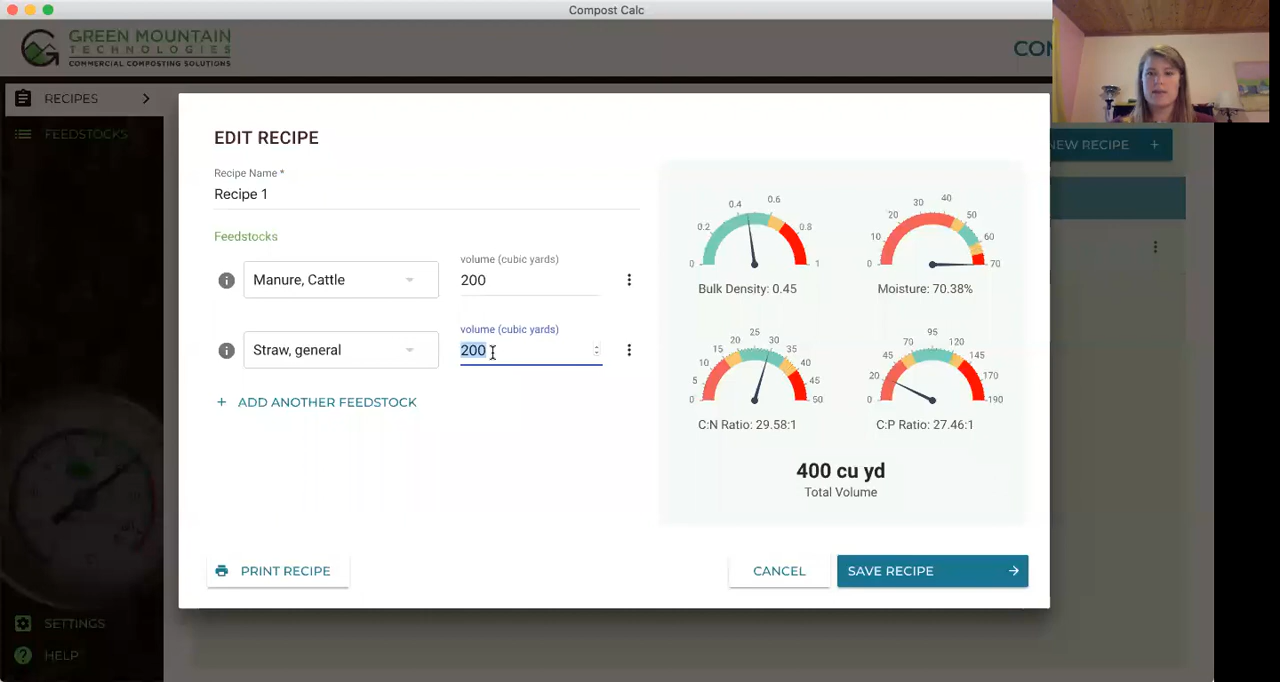 Compost Calc
GREEN MOUNTAIN
TECHNOLOGIES
COMMERCIAL COMPOSTING SOLUTIONS
RECIPES
FEEDSTOCKS
NEW RECIPE +
EDIT RECIPE
Recipe Name *
Recipe 1
Feedstocks
Manure, Cattle
volume (cubic yards)
200
Straw, general
volume (cubic yards)
200
+ ADD ANOTHER FEEDSTOCK
0 0.2 0.4 0.6 0.8 1
Bulk Density: 0.45
0 10 20 30 40 50 60 70
Moisture: 70.38%
0 5 10 15 20 25 30 35 40 45 50
C:N Ratio: 29.58:1
0 20 45 70 95 120 145 170 190
C:P Ratio: 27.46:1
400 cu yd
Total Volume
PRINT RECIPE
CANCEL
SAVE RECIPE
SETTINGS
HELP